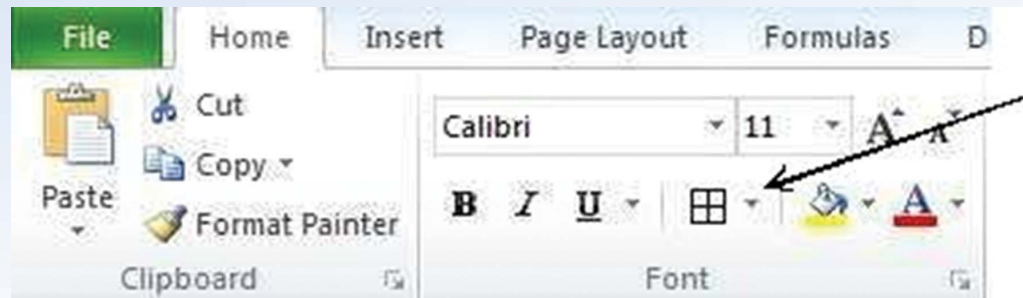 File Home Insert Page Layout Formulas D
Cut
Copy
Paste
Format Painter
Calibri 11 A A
B I U A
Clipboard Font